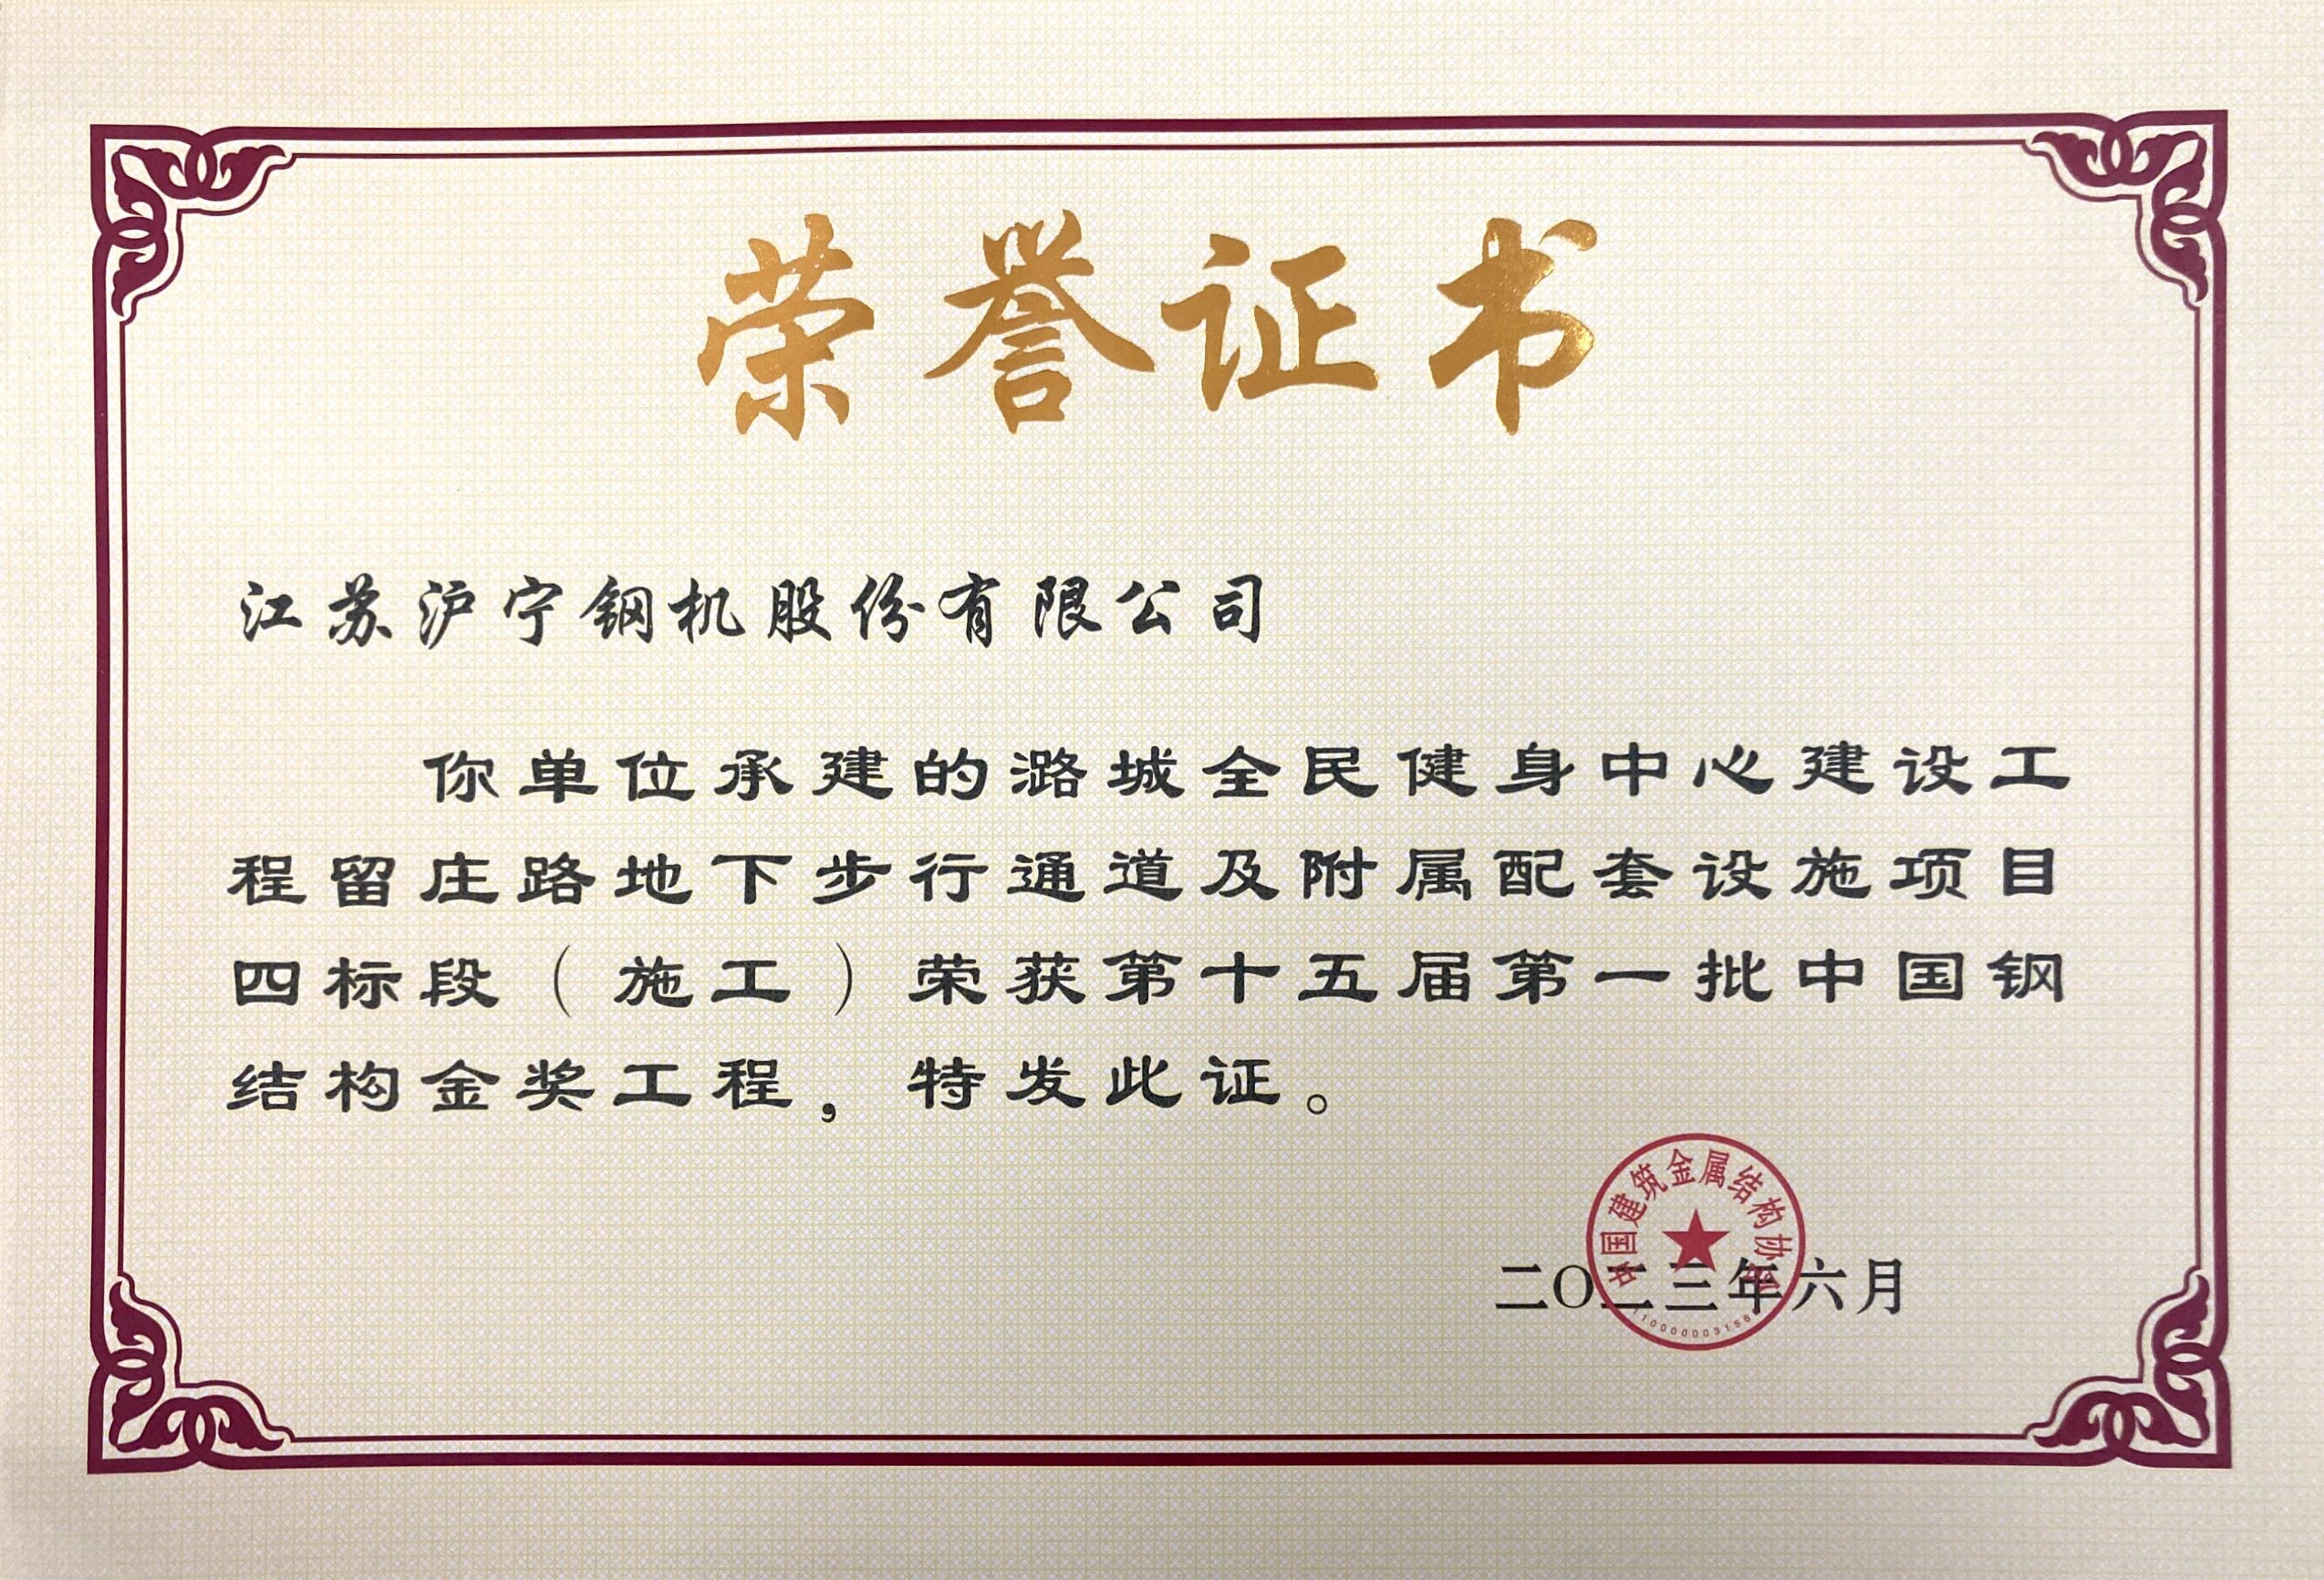 荣誉证书
江苏沪宁钢机股份有限公司
你单位承建的潞城全民健身中心建设工
程留庄路地下步行通道及附属配套设施项目
四标段（施工）荣获第十五届第一批中国钢
结构金奖工程，特发此证。
中国建筑金属结构协会
二〇二三年六月